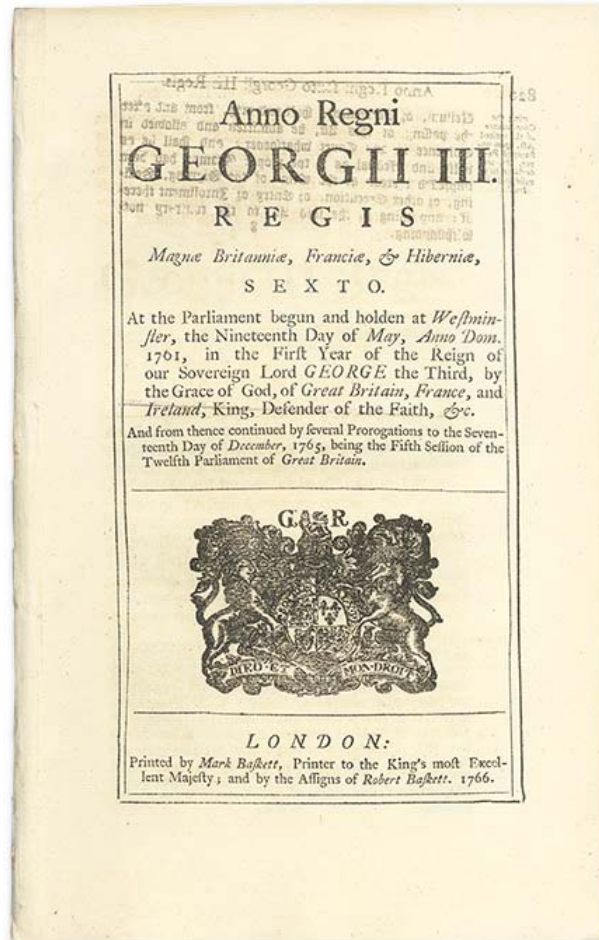 Anno Regni
GEORGII III.
REGIS
Magnæ Britanniæ, Franciæ, & Hiberniæ,
SEXTO.
At the Parliament begun and holden at Weſtmin-
ſter, the Nineteenth Day of May, Anno Dom.
1761, in the Firſt Year of the Reign of
our Sovereign Lord GEORGE the Third, by
the Grace of God, of Great Britain, France, and
Ireland, King, Defender of the Faith, &c.
And from thence continued by ſeveral Prorogations to the Seven-
teenth Day of December, 1765, being the Fifth Seſſion of the
Twelfth Parliament of Great Britain.
G R
DIEU·ET MON·DROIT
LONDON:
Printed by Mark Baſkett, Printer to the King's moſt Excel-
lent Majeſty; and by the Aſſigns of Robert Baſkett. 1766.